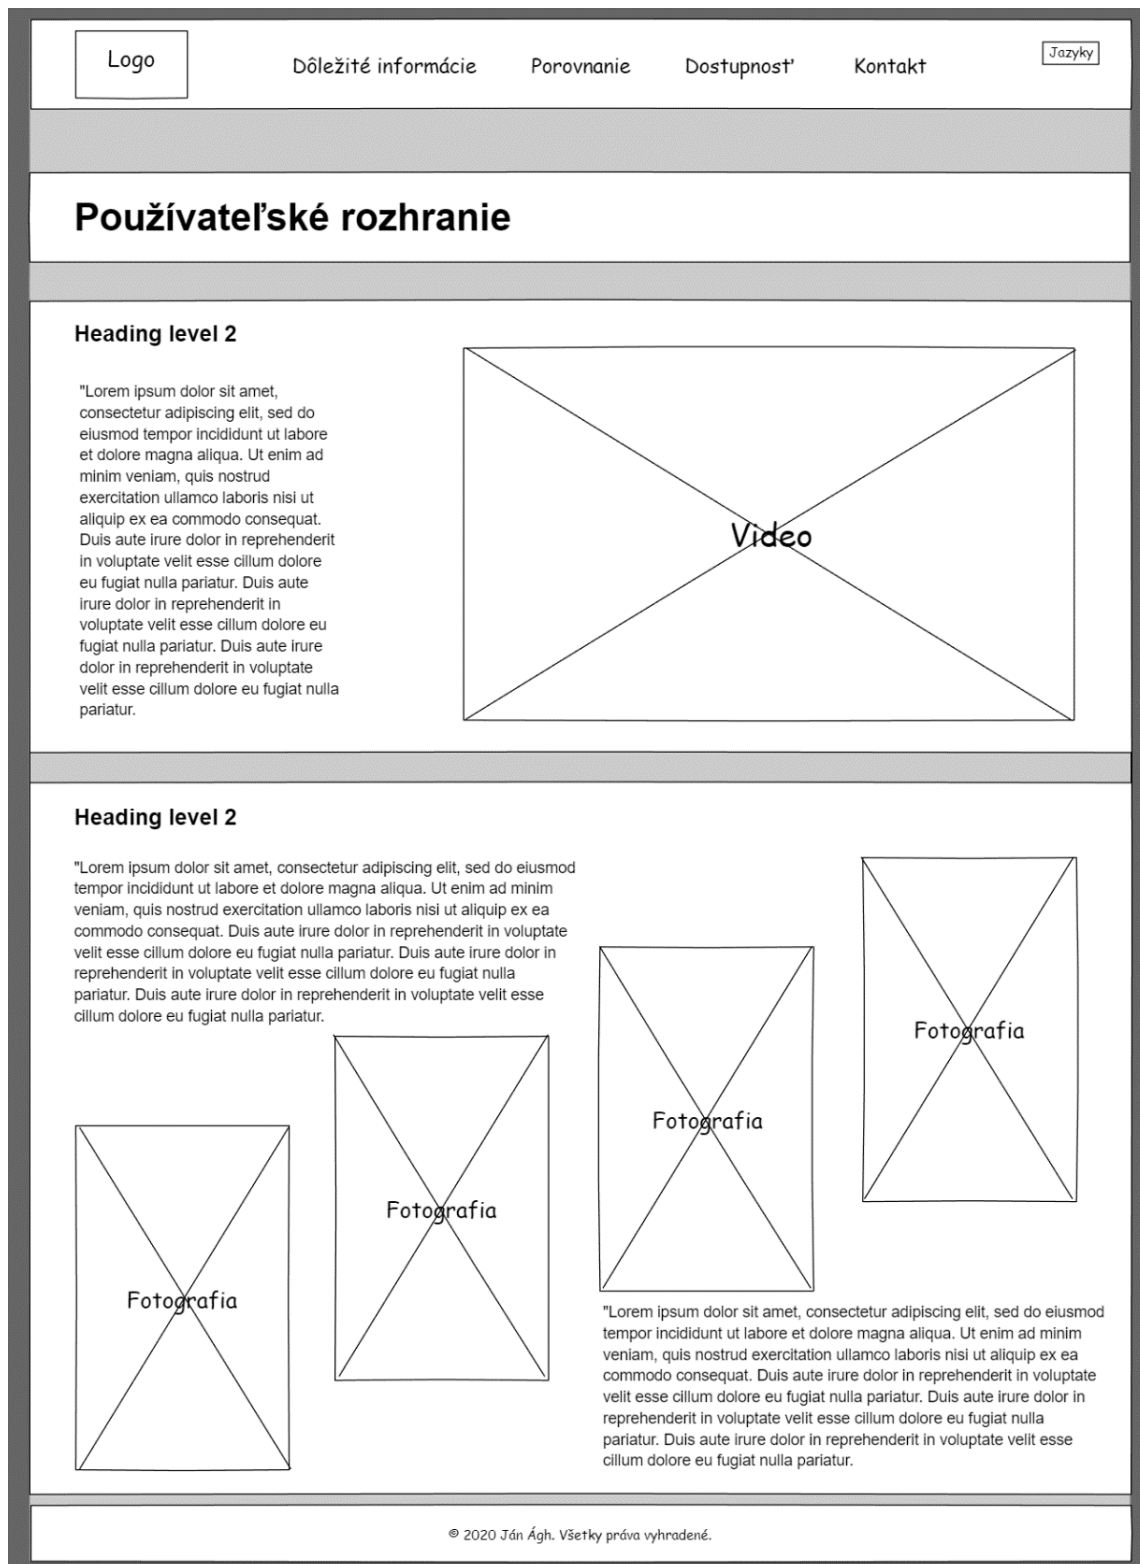 Logo
Dôležité informácie
Porovnanie
Dostupnosť
Kontakt
Jazyky
Používateľské rozhranie
Heading level 2
"Lorem ipsum dolor sit amet,
consectetur adipiscing elit, sed do
eiusmod tempor incididunt ut labore
et dolore magna aliqua. Ut enim ad
minim veniam, quis nostrud
exercitation ullamco laboris nisi ut
aliquip ex ea commodo consequat.
Duis aute irure dolor in reprehenderit
in voluptate velit esse cillum dolore
eu fugiat nulla pariatur. Duis aute
irure dolor in reprehenderit in
voluptate velit esse cillum dolore eu
fugiat nulla pariatur. Duis aute irure
dolor in reprehenderit in voluptate
velit esse cillum dolore eu fugiat nulla
pariatur.
Video
Heading level 2
"Lorem ipsum dolor sit amet, consectetur adipiscing elit, sed do eiusmod
tempor incididunt ut labore et dolore magna aliqua. Ut enim ad minim
veniam, quis nostrud exercitation ullamco laboris nisi ut aliquip ex ea
commodo consequat. Duis aute irure dolor in reprehenderit in voluptate
velit esse cillum dolore eu fugiat nulla pariatur. Duis aute irure dolor in
reprehenderit in voluptate velit esse cillum dolore eu fugiat nulla
pariatur. Duis aute irure dolor in reprehenderit in voluptate velit esse
cillum dolore eu fugiat nulla pariatur.
Fotografia
Fotografia
Fotografia
Fotografia
"Lorem ipsum dolor sit amet, consectetur adipiscing elit, sed do eiusmod
tempor incididunt ut labore et dolore magna aliqua. Ut enim ad minim
veniam, quis nostrud exercitation ullamco laboris nisi ut aliquip ex ea
commodo consequat. Duis aute irure dolor in reprehenderit in voluptate
velit esse cillum dolore eu fugiat nulla pariatur. Duis aute irure dolor in
reprehenderit in voluptate velit esse cillum dolore eu fugiat nulla
pariatur. Duis aute irure dolor in reprehenderit in voluptate velit esse
cillum dolore eu fugiat nulla pariatur.
© 2020 Ján Ágh. Všetky práva vyhradené.